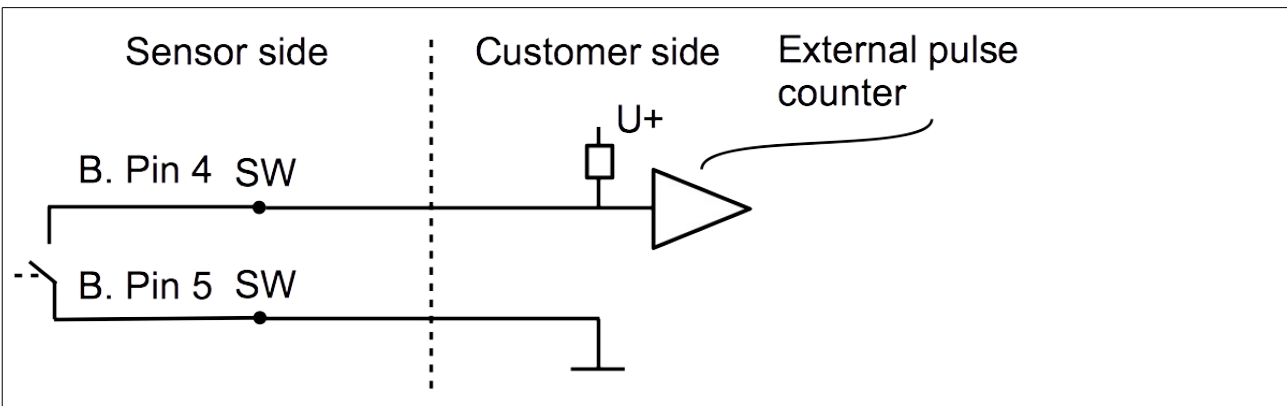 Sensor side
Customer side
External pulse
counter
U+
B. Pin 4 SW
B. Pin 5 SW